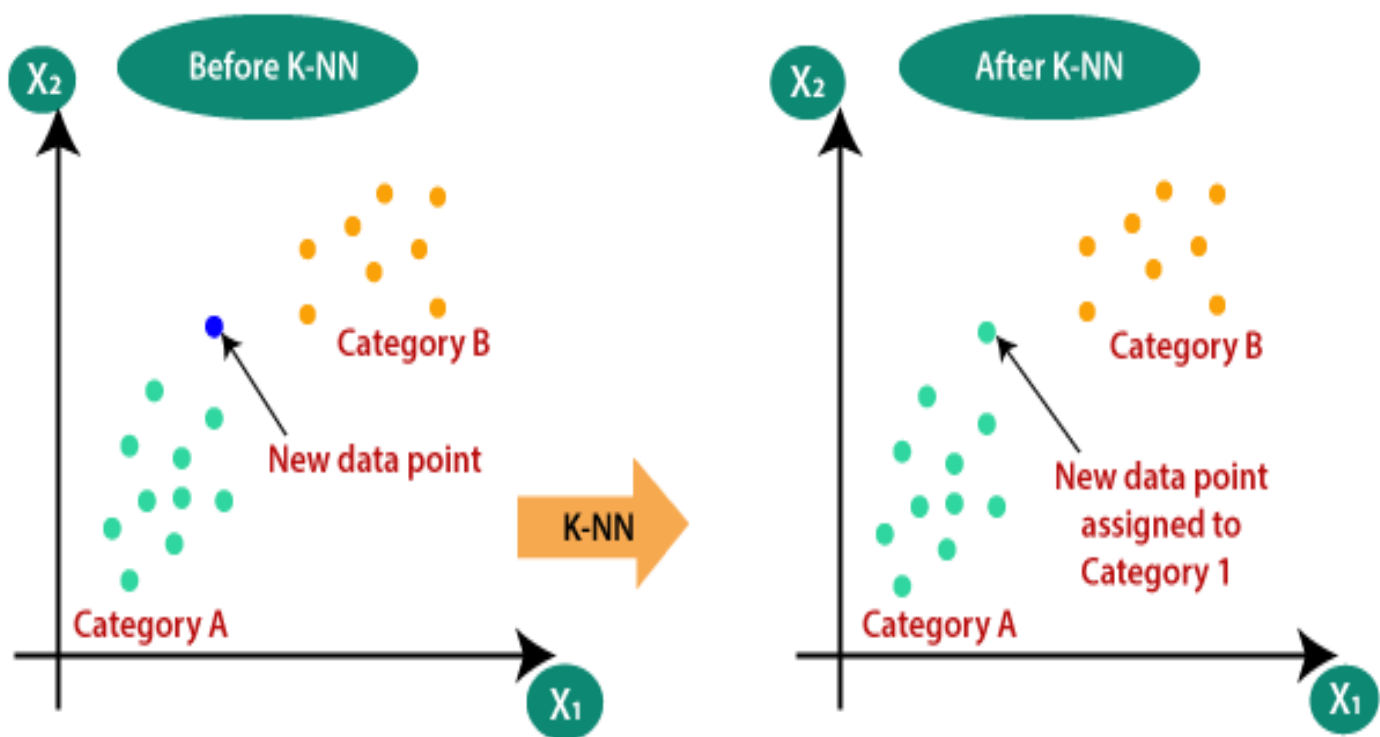 Before K-NN
X₂
Category B
New data point
Category A
X₁
K-NN
After K-NN
X₂
Category B
New data point
assigned to
Category 1
Category A
X₁